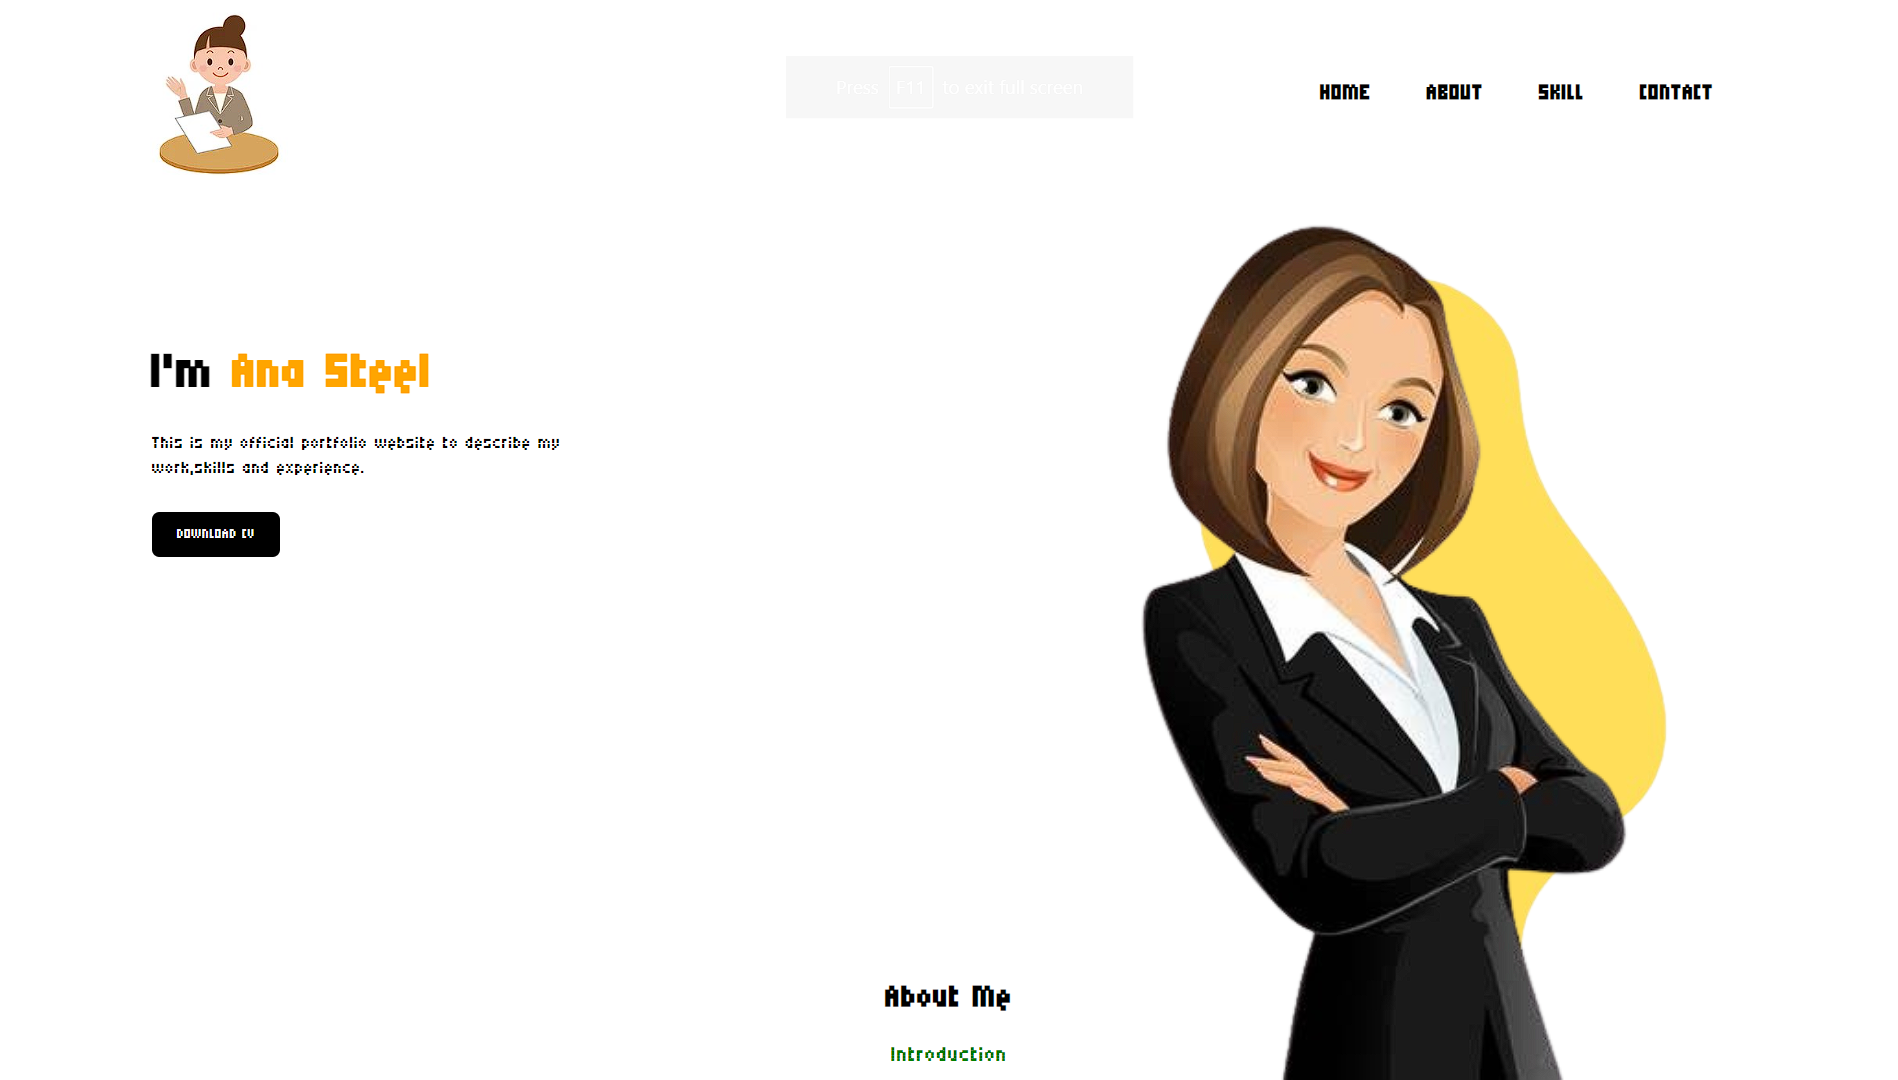 Press F11 to exit full screen
HOME ABOUT SKILL CONTACT
I'm Ana Steel
This is my official portfolio website to describe my
work,skills and experience.
DOWNLOAD CV
About Me
Introduction